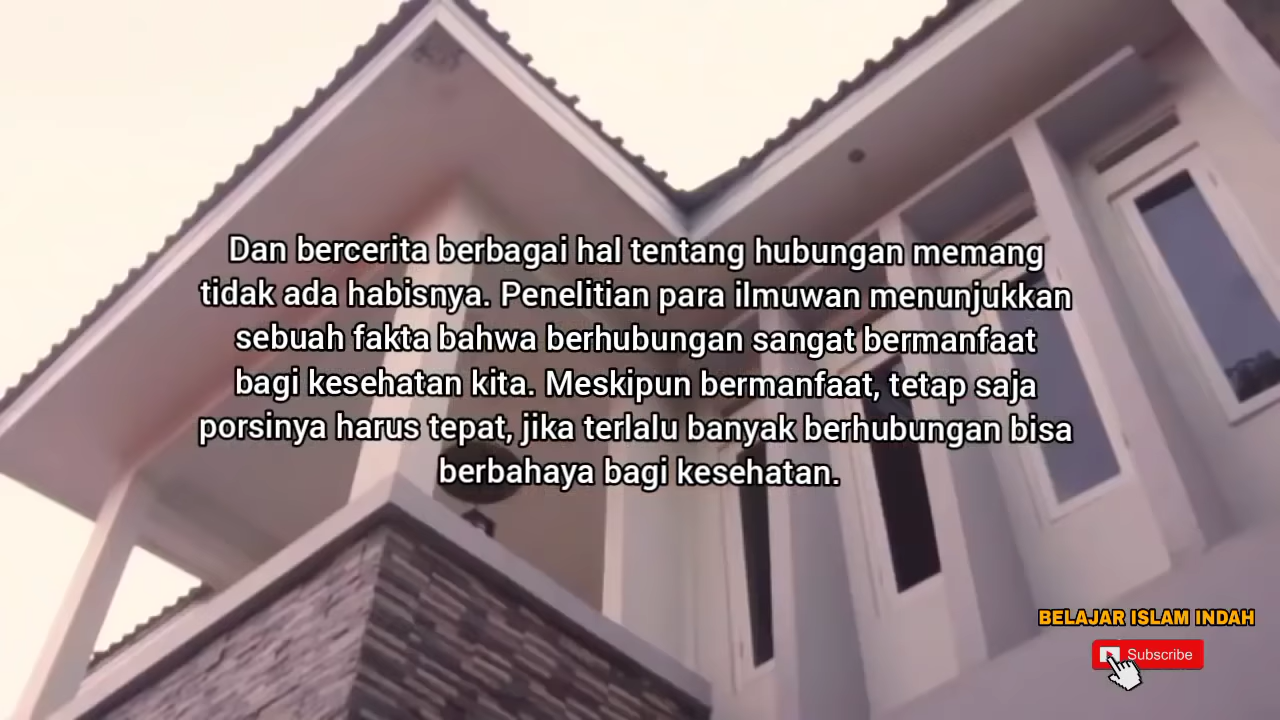 Dan bercerita berbagai hal tentang hubungan memang
tidak ada habisnya. Penelitian para ilmuwan menunjukkan
sebuah fakta bahwa berhubungan sangat bermanfaat
bagi kesehatan kita. Meskipun bermanfaat, tetap saja
porsinya harus tepat, jika terlalu banyak berhubungan bisa
berbahaya bagi kesehatan.
BELAJAR ISLAM INDAH
Subscribe